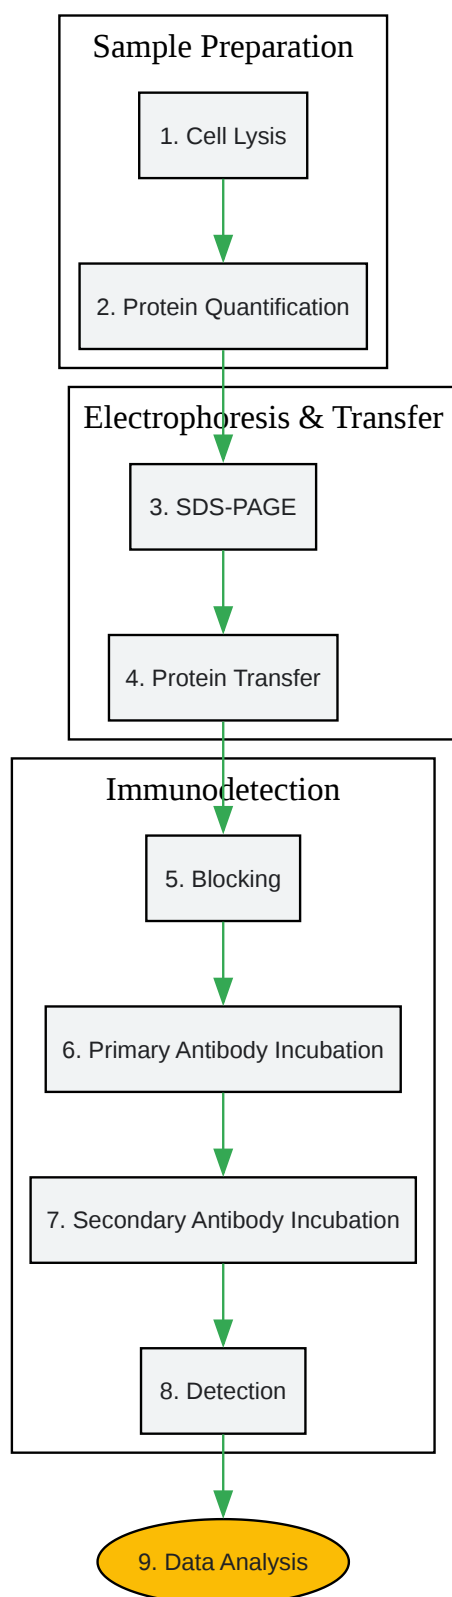 Sample Preparation
1. Cell Lysis
2. Protein Quantification
Electrophoresis & Transfer
3. SDS-PAGE
4. Protein Transfer
Immunodetection
5. Blocking
6. Primary Antibody Incubation
7. Secondary Antibody Incubation
8. Detection
9. Data Analysis